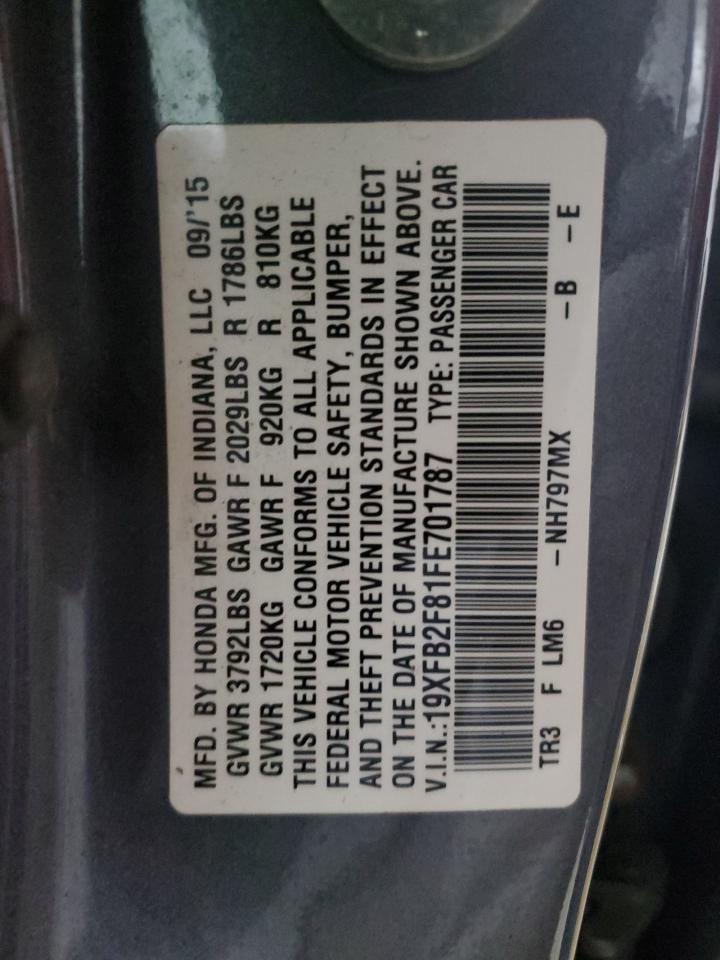 MFD. BY HONDA MFG. OF INDIANA, LLC 09/'15
GVWR 3792LBS GAWR F 2029LBS R 1786LBS
GVWR 1720KG GAWR F 920KG R 810KG
THIS VEHICLE CONFORMS TO ALL APPLICABLE
FEDERAL MOTOR VEHICLE SAFETY, BUMPER,
AND THEFT PREVENTION STANDARDS IN EFFECT
ON THE DATE OF MANUFACTURE SHOWN ABOVE.
V.I.N.:19XFB2F81FE701787 TYPE: PASSENGER CAR
TR3 F LM6 -NH797MX -B -E